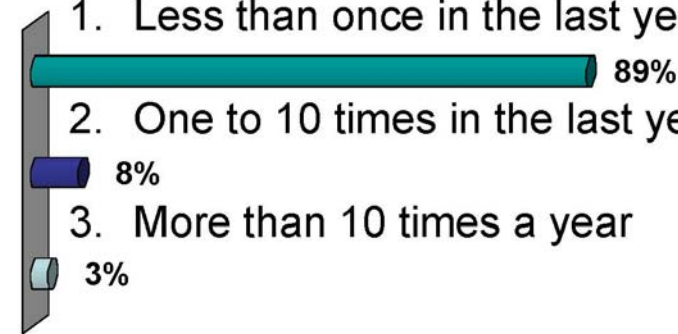 1. Less than once in the last ye
89%
2. One to 10 times in the last ye
8%
3. More than 10 times a year
3%